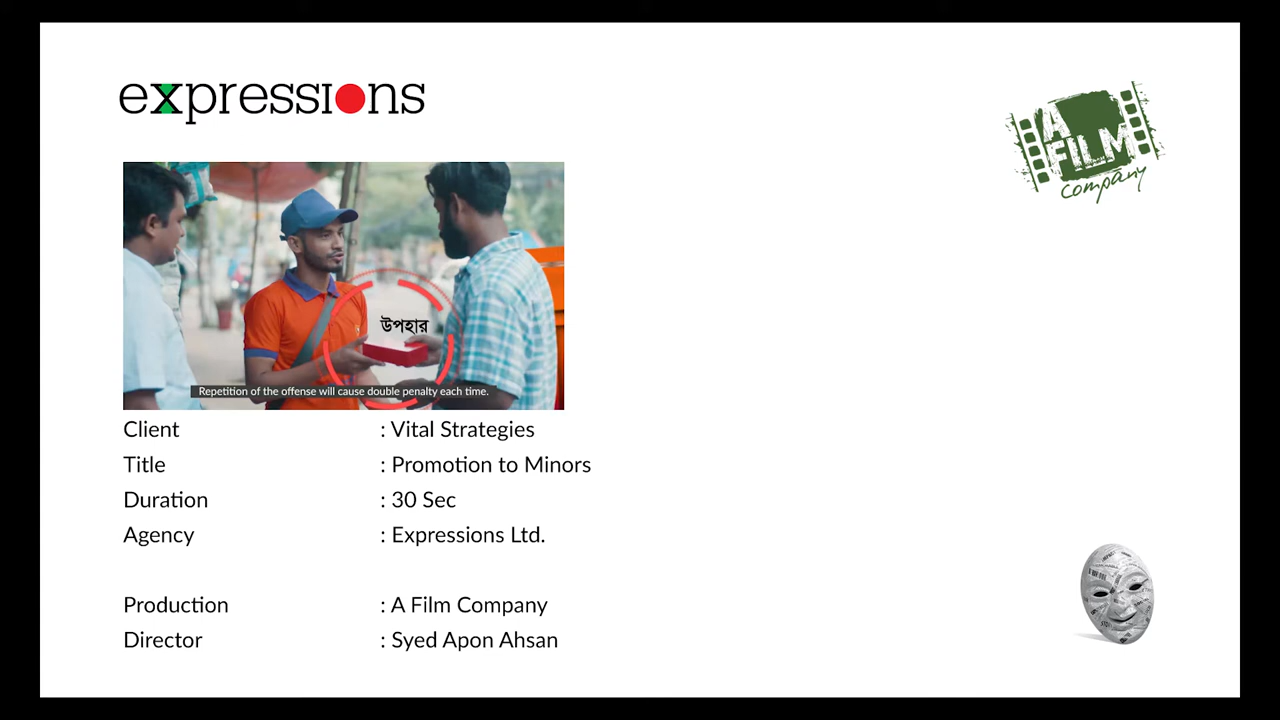 expressions
A
FILM
company
উপহার
Repetition of the offense will cause double penalty each time.
Client : Vital Strategies
Title : Promotion to Minors
Duration : 30 Sec
Agency : Expressions Ltd.
Production : A Film Company
Director : Syed Apon Ahsan